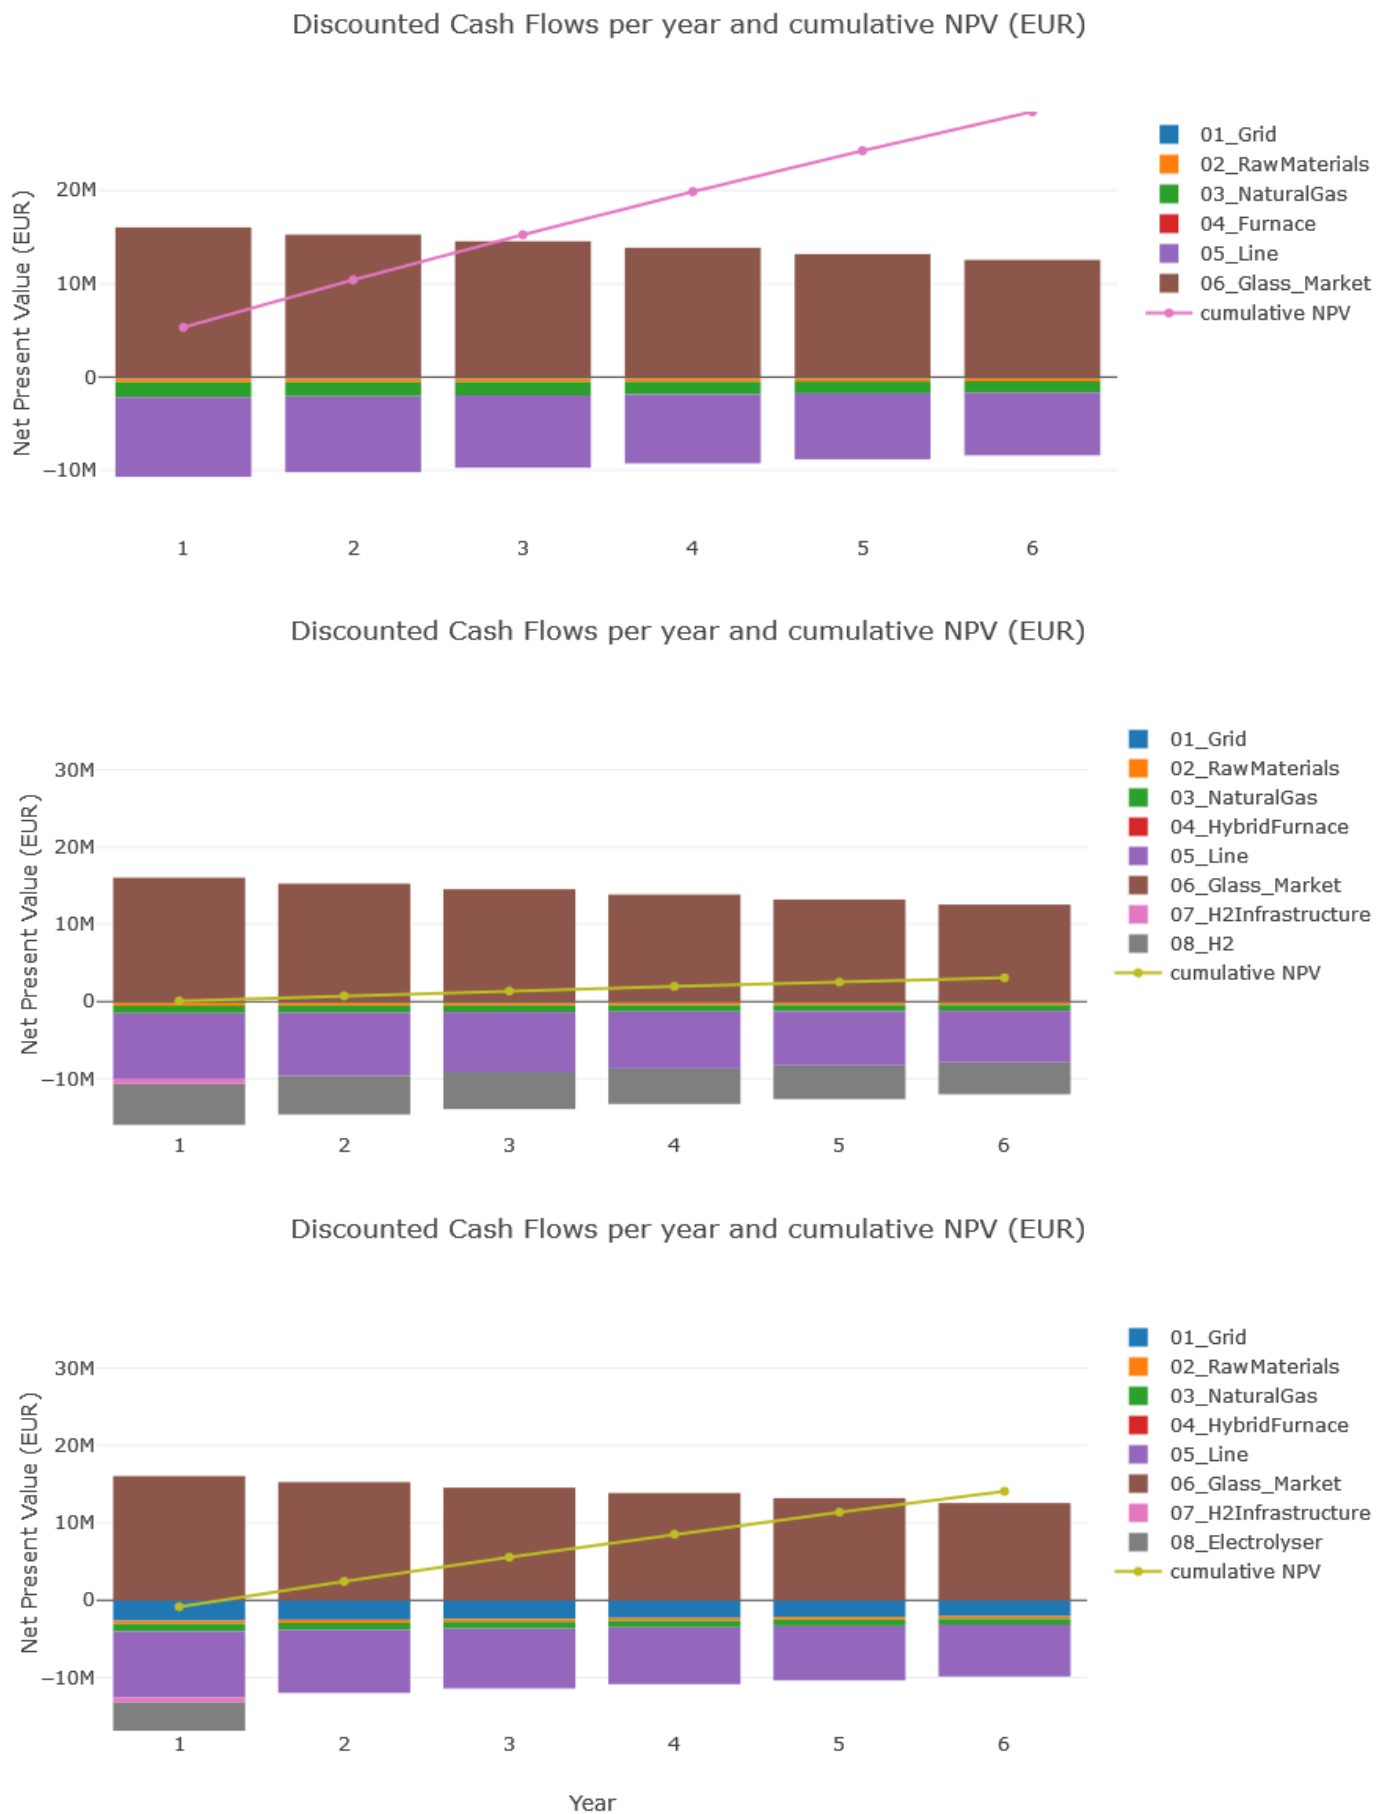 Discounted Cash Flows per year and cumulative NPV (EUR)
Net Present Value (EUR)
20M
10M
0
−10M
1 2 3 4 5 6
01_Grid
02_RawMaterials
03_NaturalGas
04_Furnace
05_Line
06_Glass_Market
cumulative NPV
Discounted Cash Flows per year and cumulative NPV (EUR)
Net Present Value (EUR)
30M
20M
10M
0
−10M
1 2 3 4 5 6
01_Grid
02_RawMaterials
03_NaturalGas
04_HybridFurnace
05_Line
06_Glass_Market
07_H2Infrastructure
08_H2
cumulative NPV
Discounted Cash Flows per year and cumulative NPV (EUR)
Net Present Value (EUR)
30M
20M
10M
0
−10M
1 2 3 4 5 6
Year
01_Grid
02_RawMaterials
03_NaturalGas
04_HybridFurnace
05_Line
06_Glass_Market
07_H2Infrastructure
08_Electrolyser
cumulative NPV